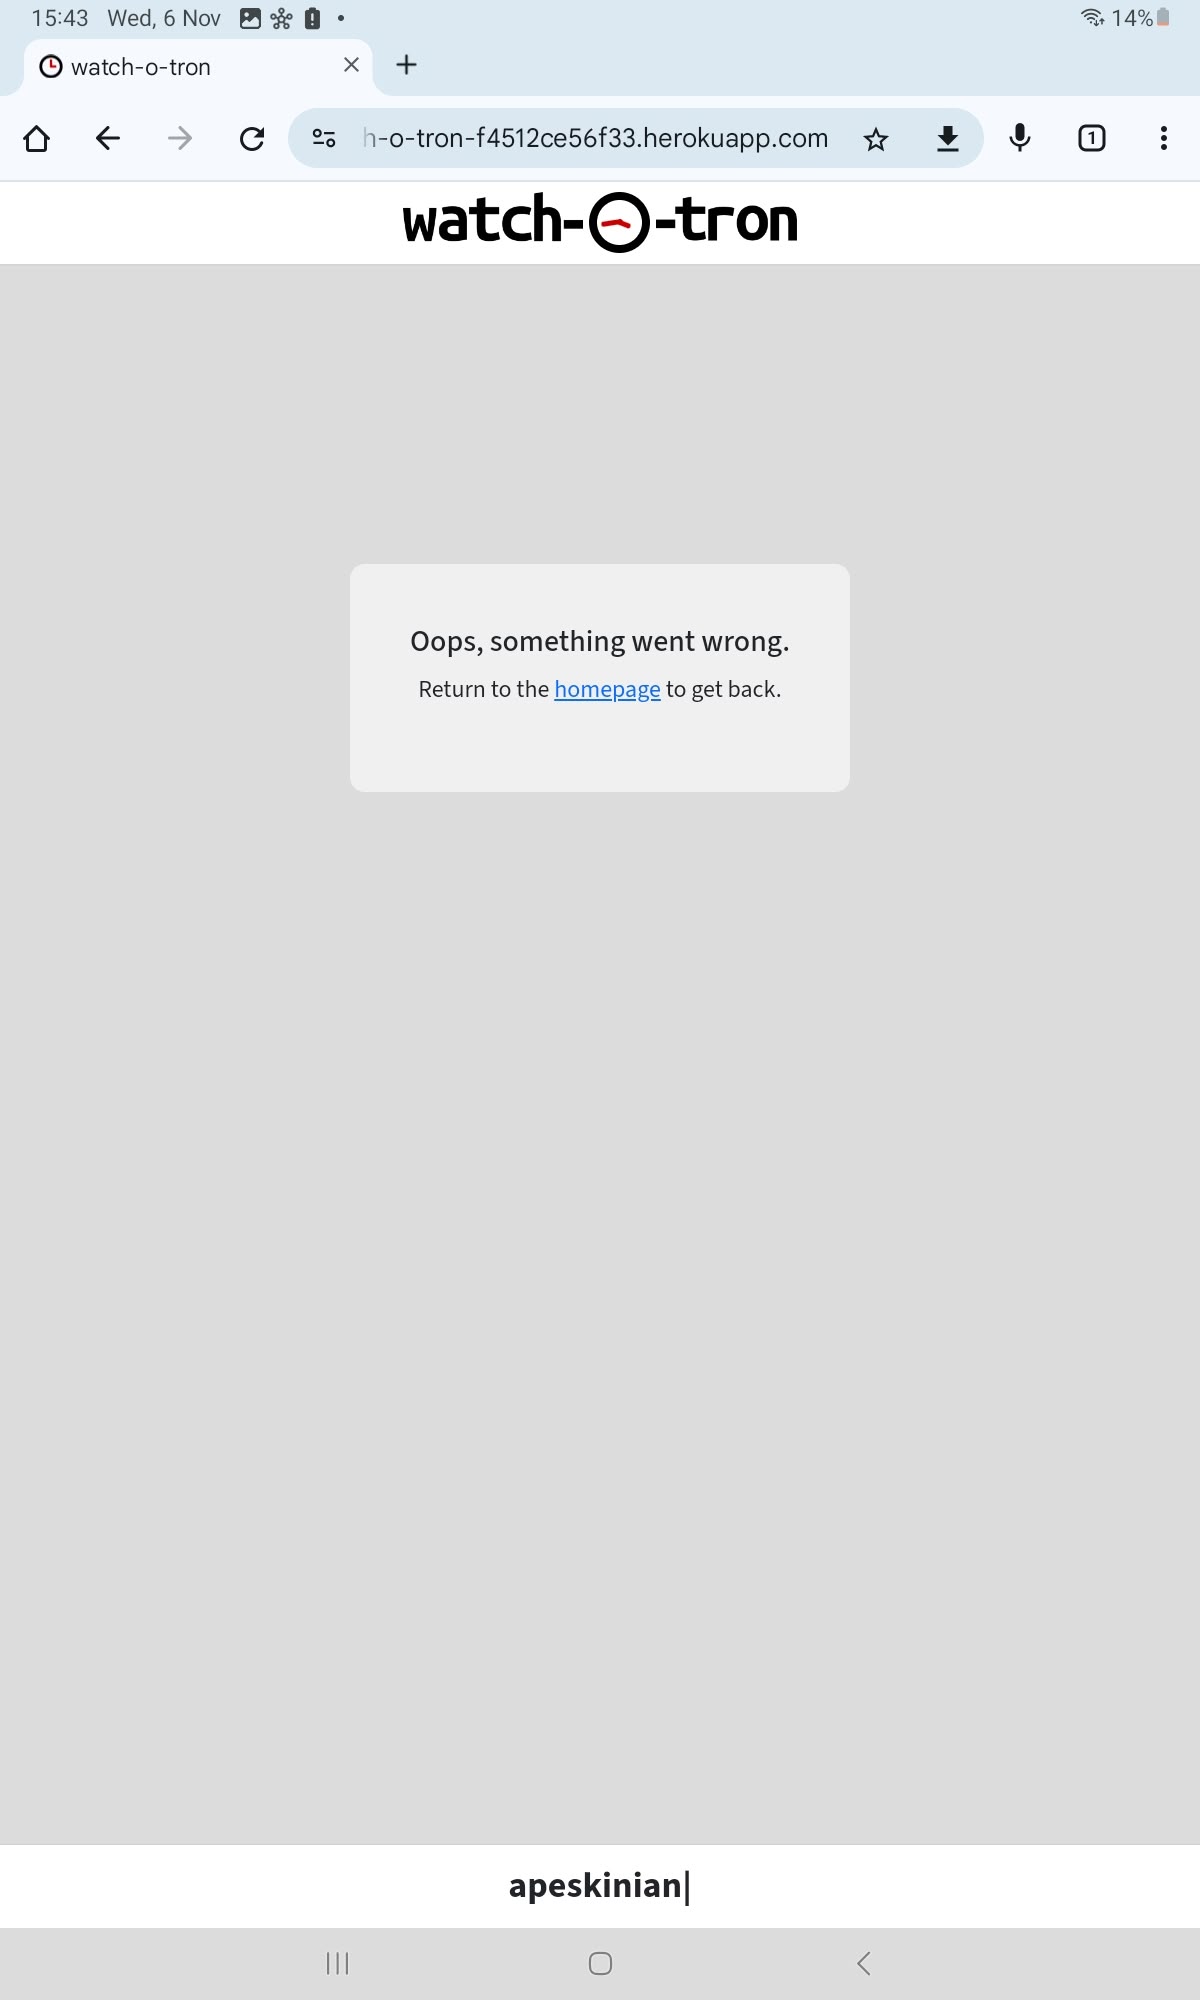 15:43 Wed, 6 Nov 14%
watch-o-tron
h-o-tron-f4512ce56f33.herokuapp.com 1
watch-o-tron
Oops, something went wrong.
Return to the homepage to get back.
apeskinian|